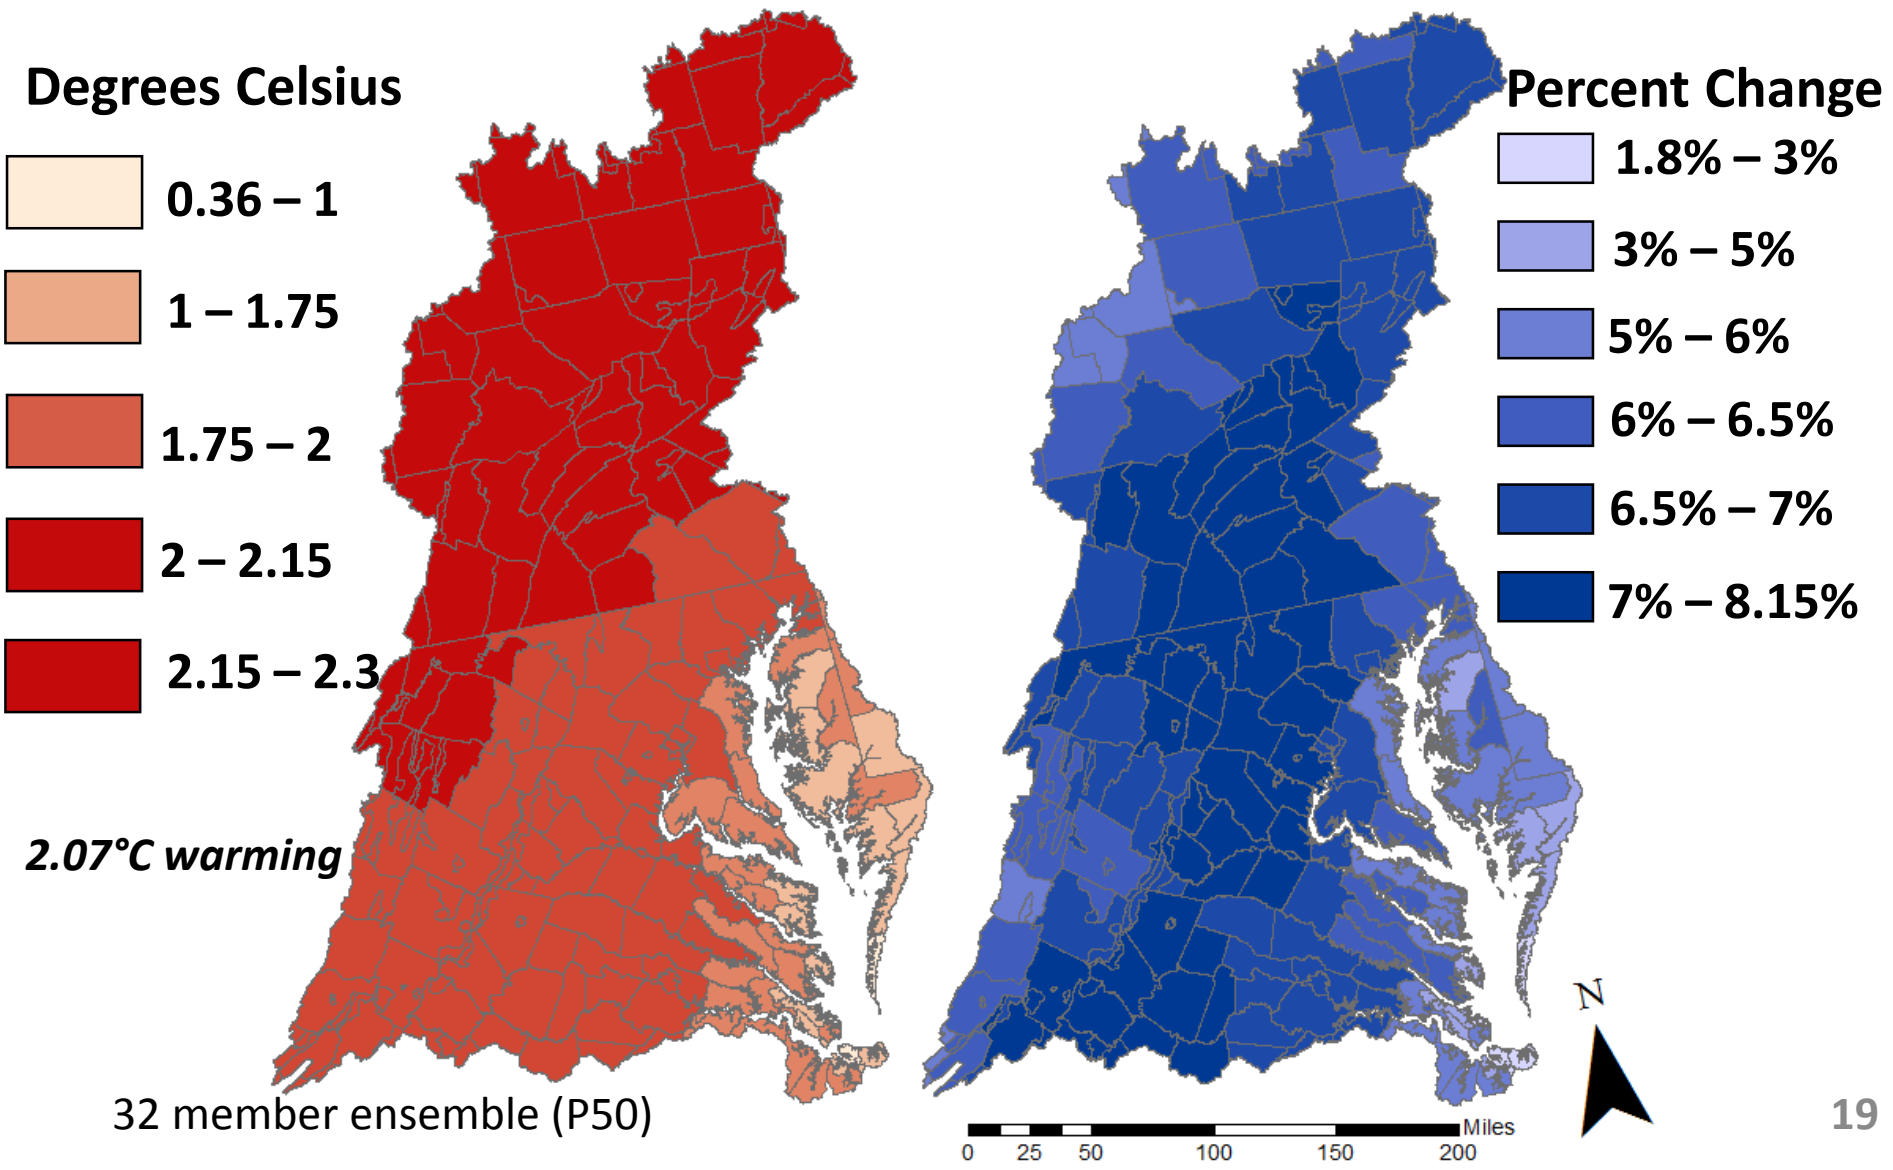 Degrees Celsius
0.36 – 1
1 – 1.75
1.75 – 2
2 – 2.15
2.15 – 2.3
2.07°C warming
32 member ensemble (P50)
Percent Change
1.8% – 3%
3% – 5%
5% – 6%
6% – 6.5%
6.5% – 7%
7% – 8.15%
N
Miles
0 25 50 100 150 200
19